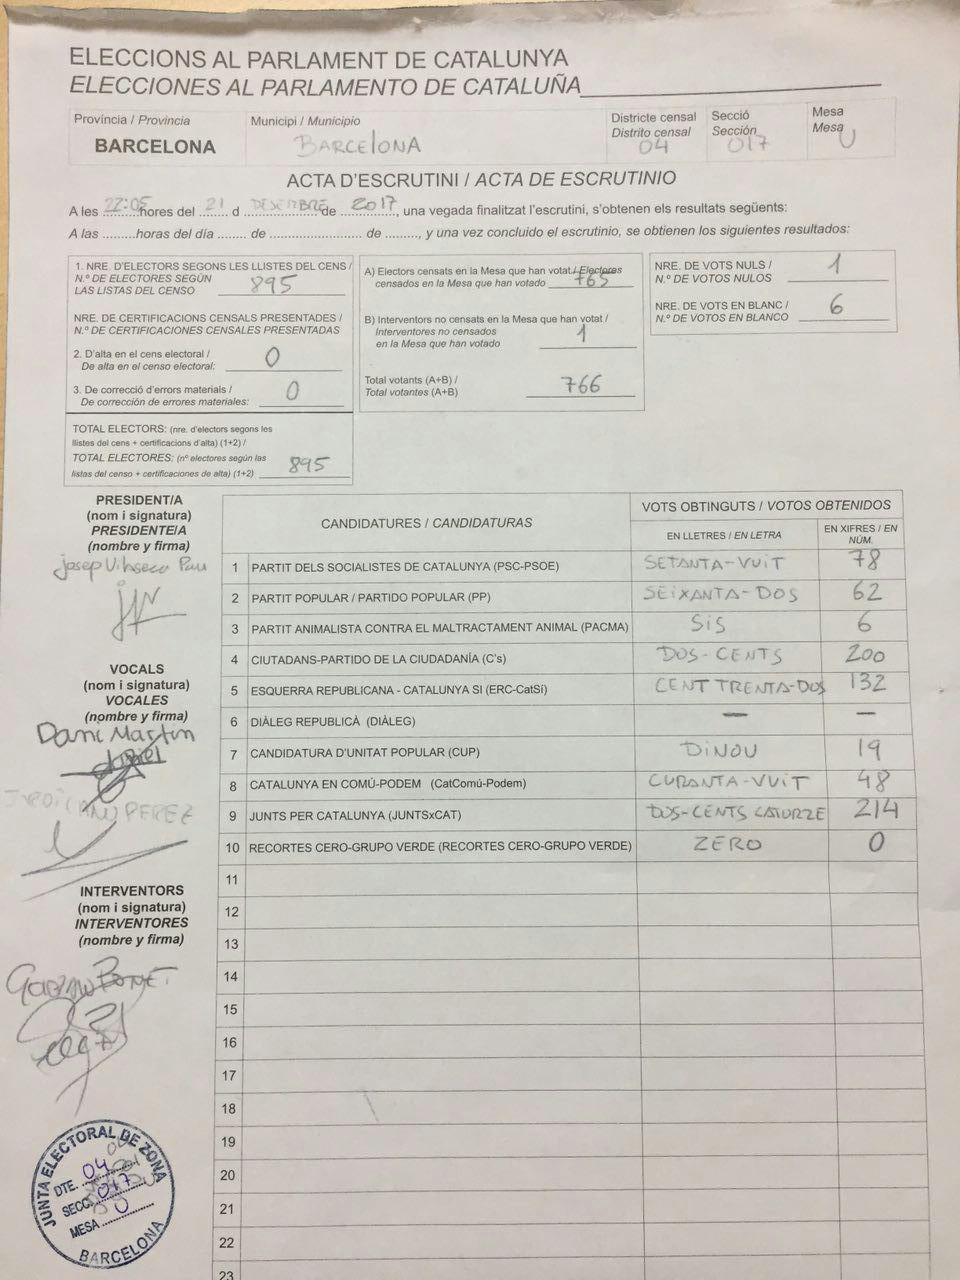 ELECCIONS AL PARLAMENT DE CATALUNYA
ELECCIONES AL PARLAMENTO DE CATALUÑA
Província / Provincia
BARCELONA
Municipi / Municipio
BARCELONA
Districte censal
Distrito censal
04
Secció
Sección
017
Mesa
Mesa
U
ACTA D'ESCRUTINI / ACTA DE ESCRUTINIO
A les 22:05 hores del 21 d DESEMBRE de 2017, una vegada finalitzat l'escrutini, s'obtenen els resultats següents:
A las .........horas del día ....... de ....................... de ........, y una vez concluido el escrutinio, se obtienen los siguientes resultados:
1. NRE. D'ELECTORS SEGONS LES LLISTES DEL CENS /
N.º DE ELECTORES SEGÚN
LAS LISTAS DEL CENSO 895
NRE. DE CERTIFICACIONS CENSALS PRESENTADES /
N.º DE CERTIFICACIONES CENSALES PRESENTADAS
2. D'alta en el cens electoral /
De alta en el censo electoral: 0
3. De correcció d'errors materials /
De corrección de errores materiales: 0
TOTAL ELECTORS: (nre. d'electors segons les
llistes del cens + certificacions d'alta) (1+2) /
TOTAL ELECTORES: (nº electores según las
listas del censo + certificaciones de alta) (1+2) 895
A) Electors censats en la Mesa que han votat / Electores
censados en la Mesa que han votado 765
B) Interventors no censats en la Mesa que han votat /
Interventores no censados
en la Mesa que han votado 1
Total votants (A+B) /
Total votantes (A+B) 766
NRE. DE VOTS NULS /
N.º DE VOTOS NULOS 1
NRE. DE VOTS EN BLANC /
N.º DE VOTOS EN BLANCO 6
PRESIDENT/A
(nom i signatura)
PRESIDENTE/A
(nombre y firma)
Josep
VOCALS
(nom i signatura)
VOCALES
(nombre y firma)
Dani Martin
PEREZ
INTERVENTORS
(nom i signatura)
INTERVENTORES
(nombre y firma)
CANDIDATURES / CANDIDATURAS
VOTS OBTINGUTS / VOTOS OBTENIDOS
EN LLETRES / EN LETRA
EN XIFRES / EN
NÚM.
1 PARTIT DELS SOCIALISTES DE CATALUNYA (PSC-PSOE) SETANTA-VUIT 78
2 PARTIT POPULAR / PARTIDO POPULAR (PP) SEIXANTA-DOS 62
3 PARTIT ANIMALISTA CONTRA EL MALTRACTAMENT ANIMAL (PACMA) SIS 6
4 CIUTADANS-PARTIDO DE LA CIUDADANÍA (C's) DOS-CENTS 200
5 ESQUERRA REPUBLICANA - CATALUNYA SI (ERC-CatSí) CENT TRENTA-DOS 132
6 DIÀLEG REPUBLICÀ (DIÀLEG) — —
7 CANDIDATURA D'UNITAT POPULAR (CUP) DINOU 19
8 CATALUNYA EN COMÚ-PODEM (CatComú-Podem) CURANTA-VUIT 48
9 JUNTS PER CATALUNYA (JUNTSxCAT) DOS-CENTS CATORZE 214
10 RECORTES CERO-GRUPO VERDE (RECORTES CERO-GRUPO VERDE) ZERO 0
11
12
13
14
15
16
17
18
19
20
21
22
23
JUNTA ELECTORAL DE ZONA
DTE. 04
SECC. 017
MESA U
BARCELONA